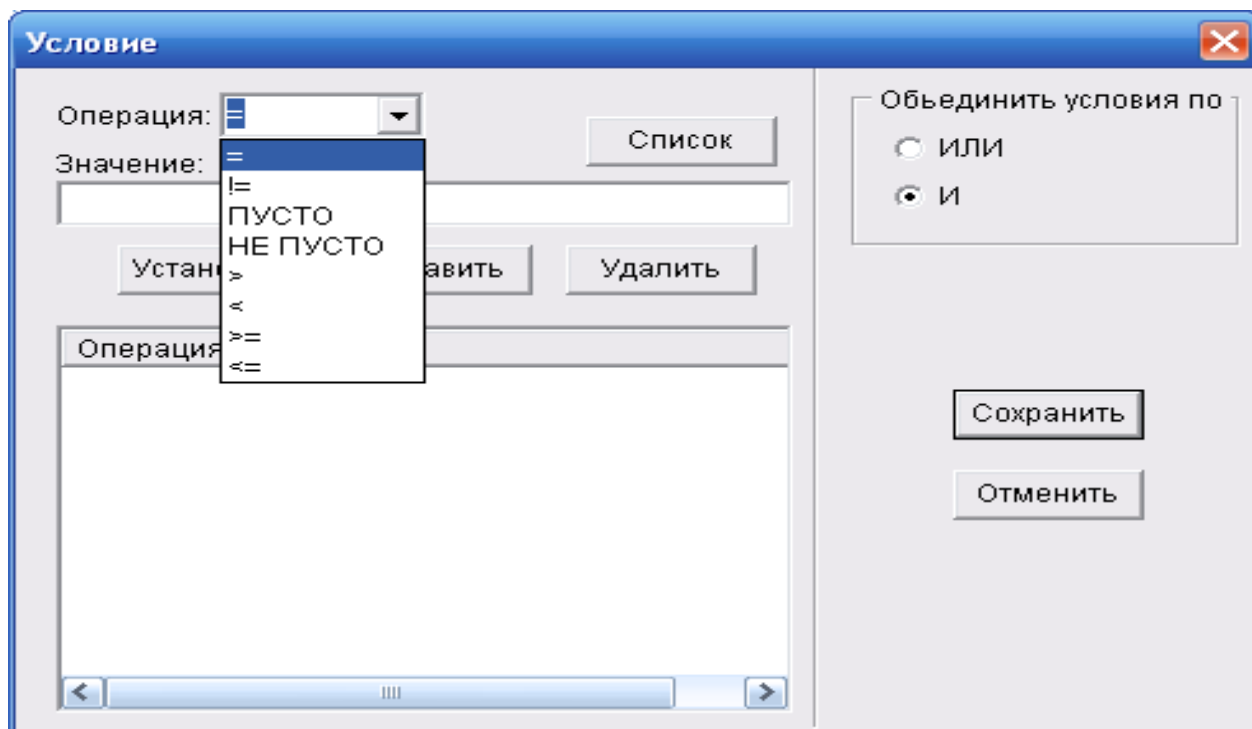 Условие
Операция: =
Список
Значение:
=
!=
ПУСТО
НЕ ПУСТО
>
<
>=
<=
Удалить
Операция
Обьединить условия по
ИЛИ
И
Сохранить
Отменить